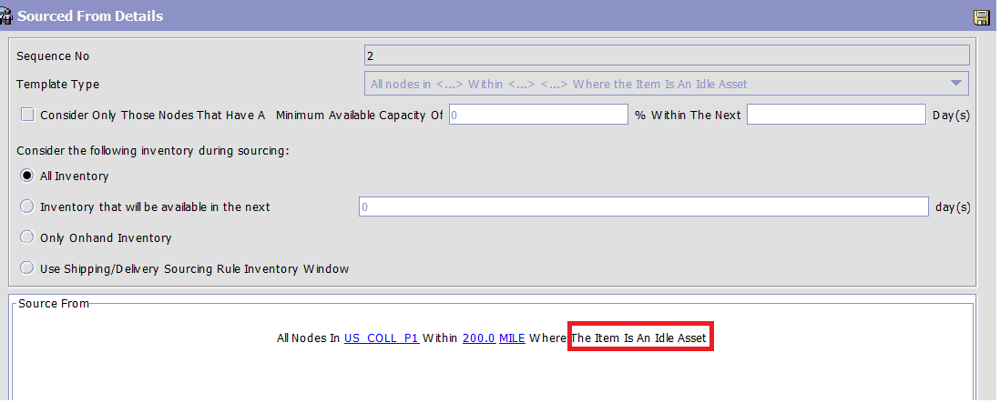 Sourced From Details
Sequence No 2
Template Type All nodes in <...> Within <...> <...> Where the Item Is An Idle Asset
Consider Only Those Nodes That Have A Minimum Available Capacity Of 0 % Within The Next Day(s)
Consider the following inventory during sourcing:
All Inventory
Inventory that will be available in the next 0 day(s)
Only Onhand Inventory
Use Shipping/Delivery Sourcing Rule Inventory Window
Source From
All Nodes In US_COLL_P1 Within 200.0 MILE Where The Item Is An Idle Asset